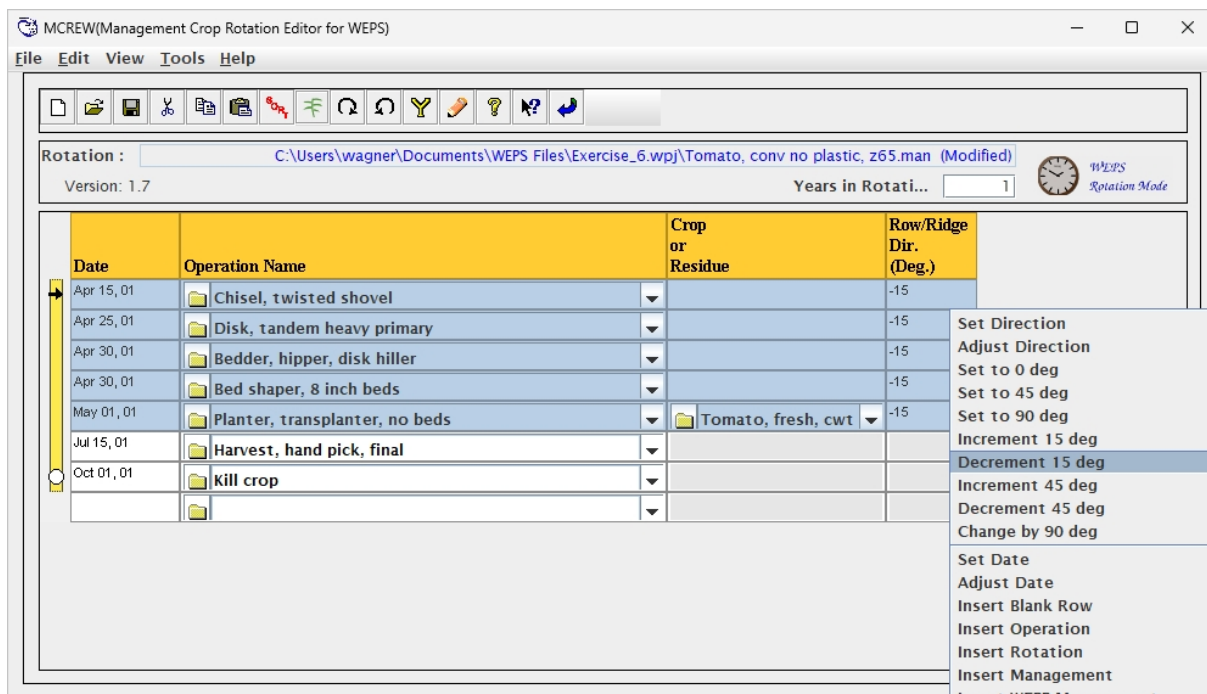 MCREW(Management Crop Rotation Editor for WEPS)
File Edit View Tools Help
SORT
Rotation : C:\Users\wagner\Documents\WEPS Files\Exercise_6.wpj\Tomato, conv no plastic, z65.man (Modified)
WEPS
Rotation Mode
Version: 1.7 Years in Rotati... 1
Date Operation Name Crop or Residue Row/Ridge Dir. (Deg.)
Apr 15, 01 Chisel, twisted shovel -15
Apr 25, 01 Disk, tandem heavy primary -15
Apr 30, 01 Bedder, hipper, disk hiller -15
Apr 30, 01 Bed shaper, 8 inch beds -15
May 01, 01 Planter, transplanter, no beds Tomato, fresh, cwt -15
Jul 15, 01 Harvest, hand pick, final
Oct 01, 01 Kill crop
Set Direction
Adjust Direction
Set to 0 deg
Set to 45 deg
Set to 90 deg
Increment 15 deg
Decrement 15 deg
Increment 45 deg
Decrement 45 deg
Change by 90 deg
Set Date
Adjust Date
Insert Blank Row
Insert Operation
Insert Rotation
Insert Management